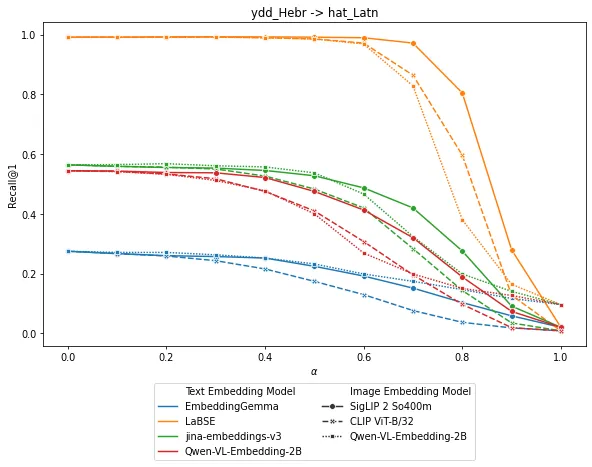 ydd_Hebr -> hat_Latn
Recall@1
1.0
0.8
0.6
0.4
0.2
0.0
0.0 0.2 0.4 0.6 0.8 1.0
α
Text Embedding Model
EmbeddingGemma
LaBSE
jina-embeddings-v3
Qwen-VL-Embedding-2B
Image Embedding Model
SigLIP 2 So400m
CLIP ViT-B/32
Qwen-VL-Embedding-2B